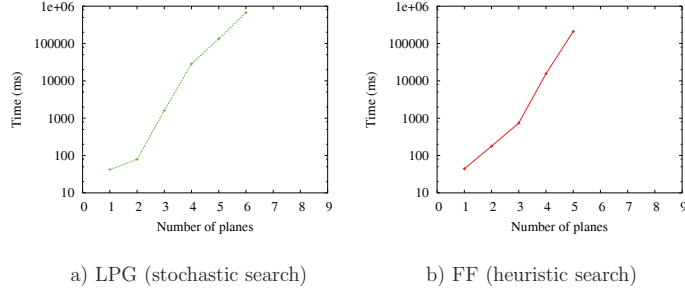 1e+06
100000
10000
1000
100
10
Time (ms)
0 1 2 3 4 5 6 7 8 9
Number of planes
a) LPG (stochastic search)
1e+06
100000
10000
1000
100
10
Time (ms)
0 1 2 3 4 5 6 7 8 9
Number of planes
b) FF (heuristic search)